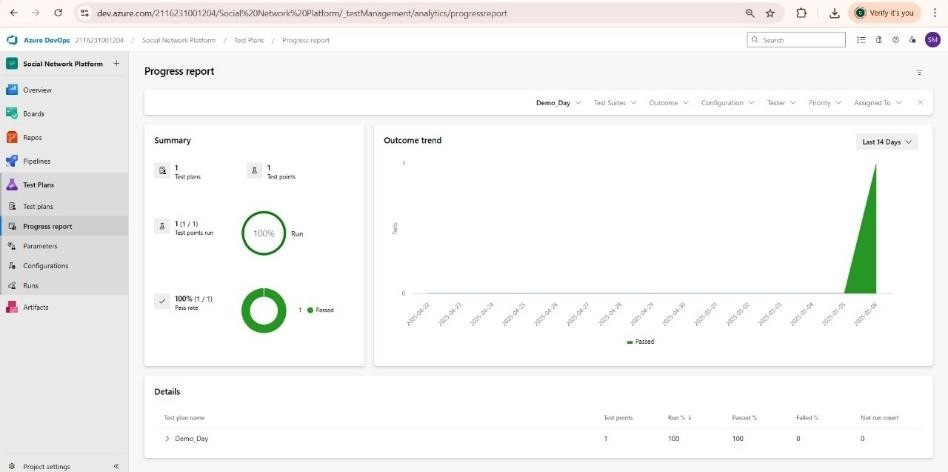 dev.azure.com/2116231001204/Social%20Network%20Platform/_testManagement/analytics/progressreport
Verify it's you
Azure DevOps 2116231001204 / Social Network Platform / Test Plans / Progress report
Search
SM
Social Network Platform
Overview
Boards
Repos
Pipelines
Test Plans
Test plans
Progress report
Parameters
Configurations
Runs
Artifacts
Project settings
Progress report
Demo_Day Test Suites Outcome Configuration Tester Priority Assigned To
Summary
1
Test plans
1
Test points
1 (1 / 1)
Test points run
100%
Run
100% (1 / 1)
Pass rate
1 Passed
Outcome trend
Last 14 Days
1
Tests
0
2025-04-22 2025-04-23 2025-04-24 2025-04-25 2025-04-26 2025-04-27 2025-04-28 2025-04-29 2025-04-30 2025-05-01 2025-05-02 2025-05-03 2025-05-04 2025-05-05 2025-05-06
Passed
Details
Test plan name Test points Run % ↓ Passed % Failed % Not run count
Demo_Day 1 100 100 0 0